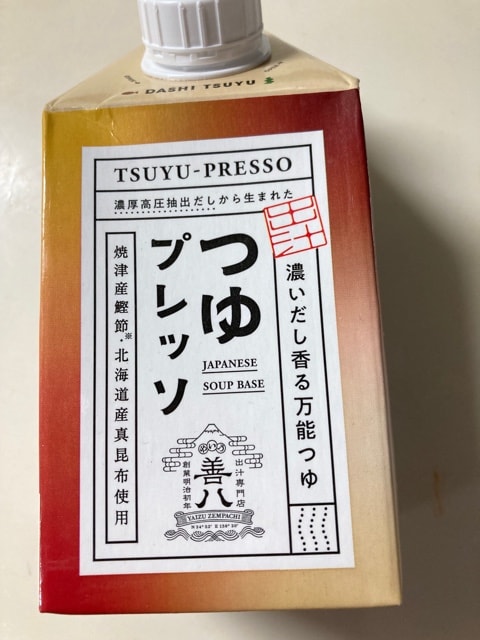 DASHI TSUYU
TSUYU-PRESSO
濃厚高圧抽出だしから生まれた
濃いだし香る万能つゆ
つゆ
プレッソ
JAPANESE
SOUP BASE
焼津産鰹節※・北海道産真昆布使用
やいづ
出汁専門店
善八
創業明治初年
YAIZU ZEMPACHI